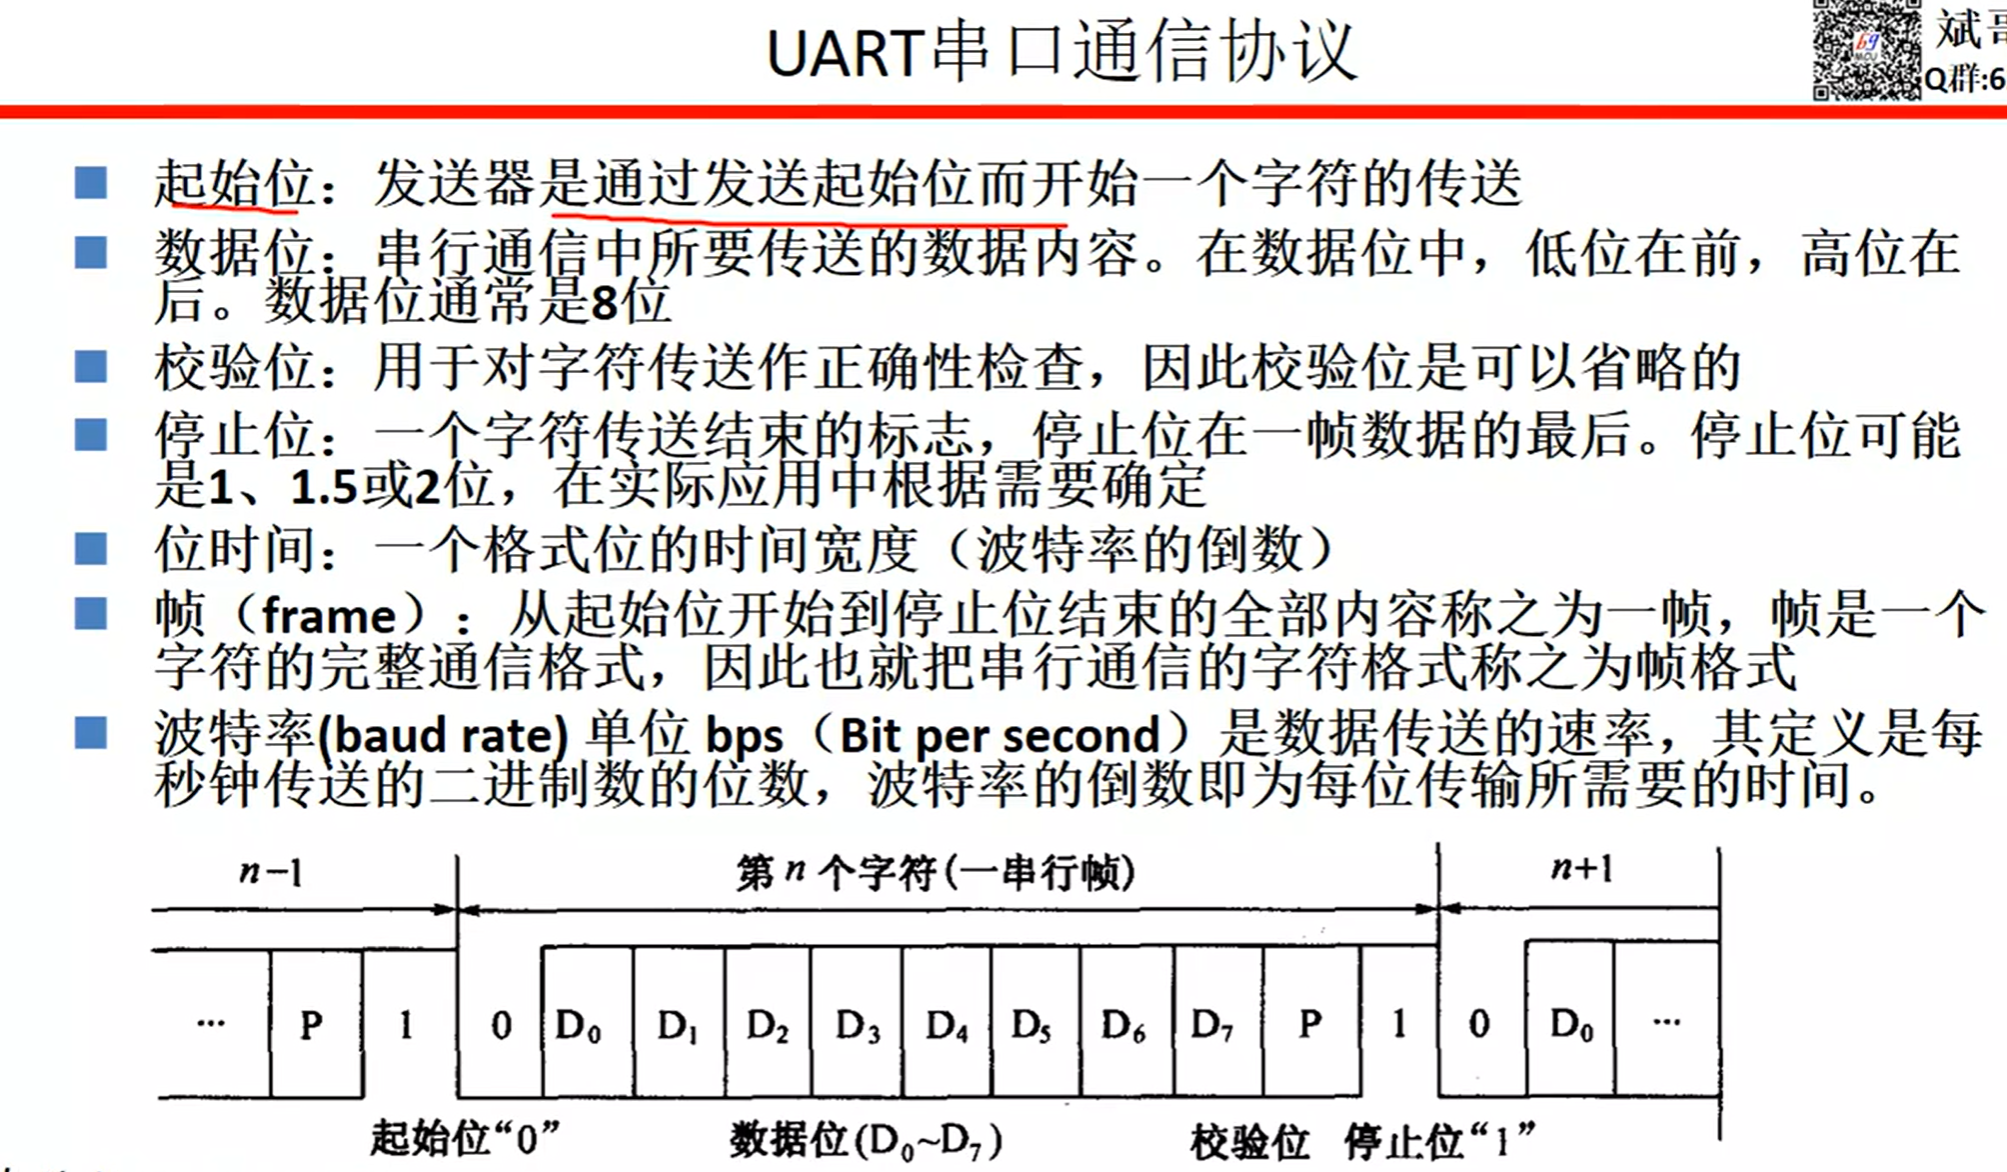 UART串口通信协议
斌哥
Q群:6
起始位：发送器是通过发送起始位而开始一个字符的传送
数据位：串行通信中所要传送的数据内容。在数据位中，低位在前，高位在
后。数据位通常是8位
校验位：用于对字符传送作正确性检查，因此校验位是可以省略的
停止位：一个字符传送结束的标志，停止位在一帧数据的最后。停止位可能
是1、1.5或2位，在实际应用中根据需要确定
位时间：一个格式位的时间宽度（波特率的倒数）
帧（frame）：从起始位开始到停止位结束的全部内容称之为一帧，帧是一个
字符的完整通信格式，因此也就把串行通信的字符格式称之为帧格式
波特率(baud rate) 单位 bps（Bit per second）是数据传送的速率，其定义是每
秒钟传送的二进制数的位数，波特率的倒数即为每位传输所需要的时间。
n-1 第 n 个字符(一串行帧) n+1
... P 1 0 D₀ D₁ D₂ D₃ D₄ D₅ D₆ D₇ P 1 0 D₀ ...
起始位“0” 数据位(D₀~D₇) 校验位 停止位“1”